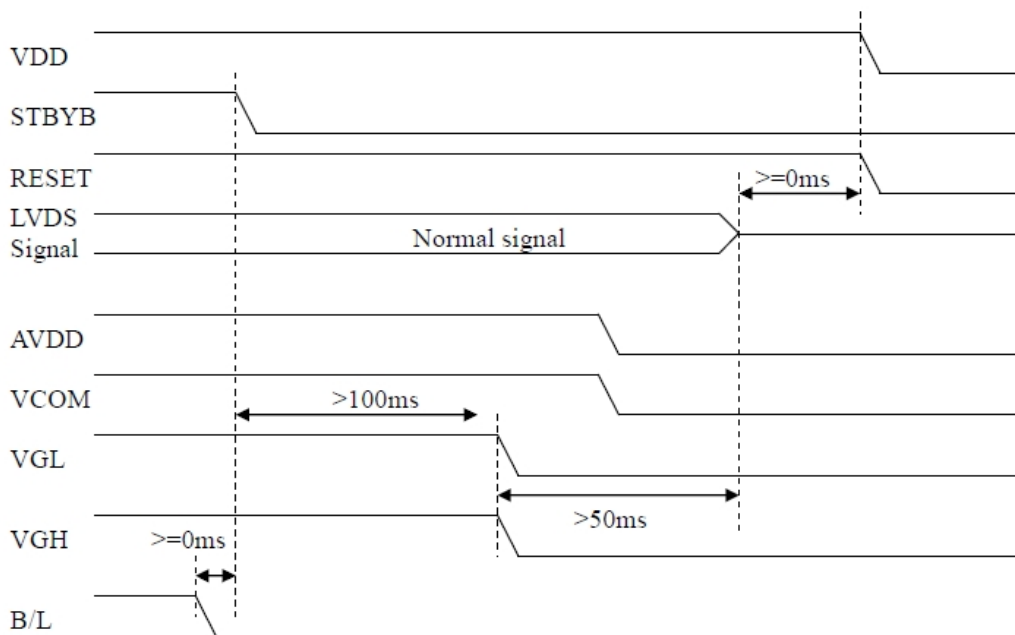 VDD
STBYB
RESET
>=0ms
LVDS
Signal
Normal signal
AVDD
VCOM
>100ms
VGL
>50ms
VGH
>=0ms
B/L